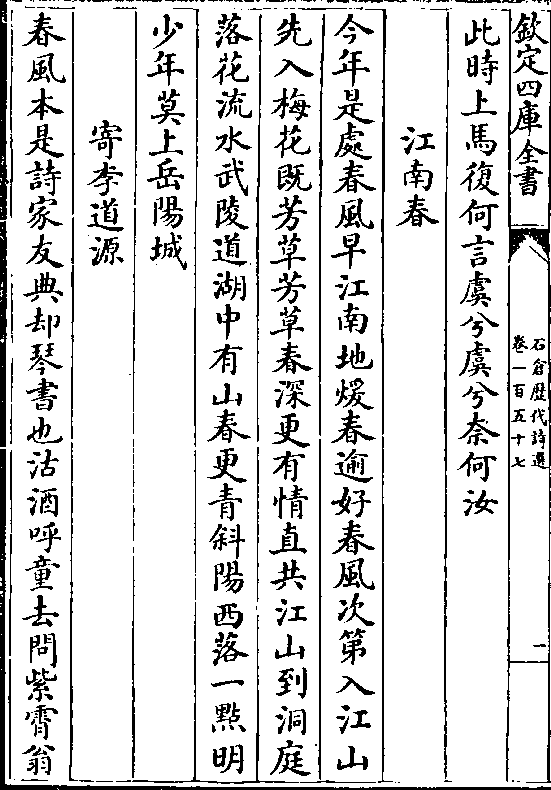 欽定四庫全書
石倉歴代詩選
卷一百五十七
一
此時上馬復何言虞兮虞兮奈何汝
江南春
今年是處春風早江南地煖春逾好春風次第入江山
先入梅花既芳草芳草春深更有情直共江山到洞庭
落花流水武陵道湖中有山春更青斜陽西落一點明
少年莫上岳陽城
寄李道源
春風本是詩家友典却琴書也沽酒呼童去問紫霄翁